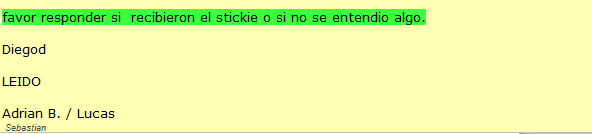 favor responder si  recibieron el stickie o si no se entendio algo.
Diegod
LEIDO
Adrian B. / Lucas
Sebastian